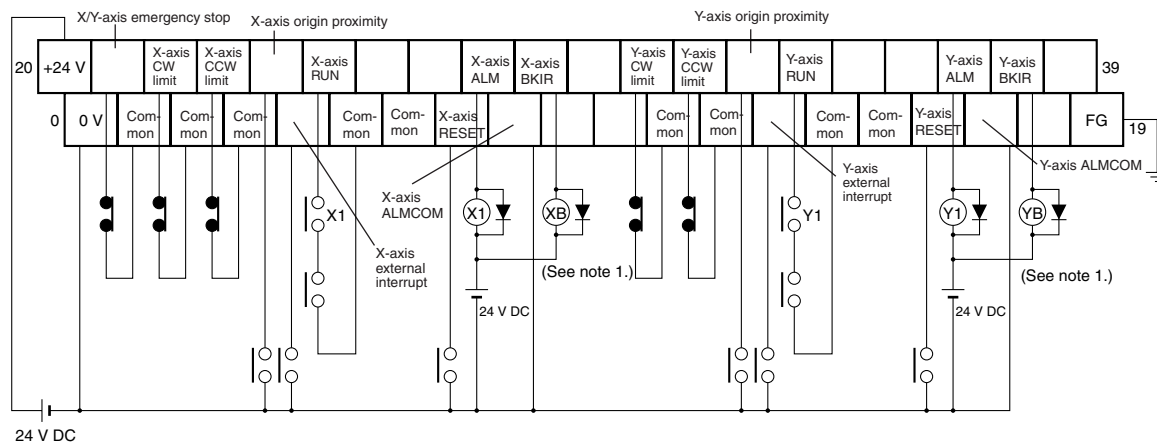 X/Y-axis emergency stop
X-axis origin proximity
Y-axis origin proximity
20
+24 V
X-axis
CW
limit
X-axis
CCW
limit
X-axis
RUN
X-axis
ALM
X-axis
BKIR
Y-axis
CW
limit
Y-axis
CCW
limit
Y-axis
RUN
Y-axis
ALM
Y-axis
BKIR
39
0
0 V
Com-
mon
Com-
mon
Com-
mon
Com-
mon
Com-
mon
X-axis
RESET
Com-
mon
Com-
mon
Com-
mon
Com-
mon
Y-axis
RESET
FG
19
X1
X-axis
external
interrupt
X-axis
ALMCOM
X1
XB
(See note 1.)
24 V DC
Y1
Y-axis
external
interrupt
Y-axis ALMCOM
Y1
YB
(See note 1.)
24 V DC
24 V DC